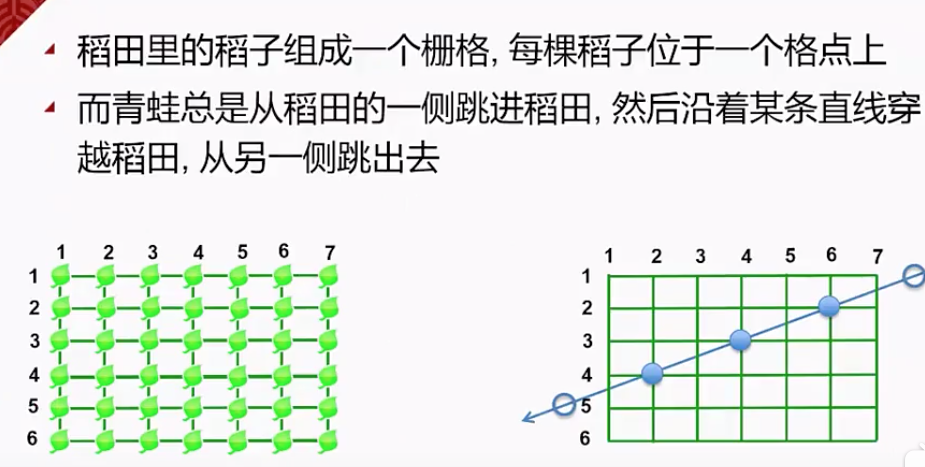 稻田里的稻子组成一个栅格, 每棵稻子位于一个格点上
而青蛙总是从稻田的一侧跳进稻田, 然后沿着某条直线穿
越稻田, 从另一侧跳出去
1 2 3 4 5 6 7
1
2
3
4
5
6
1 2 3 4 5 6 7
1
2
3
4
5
6